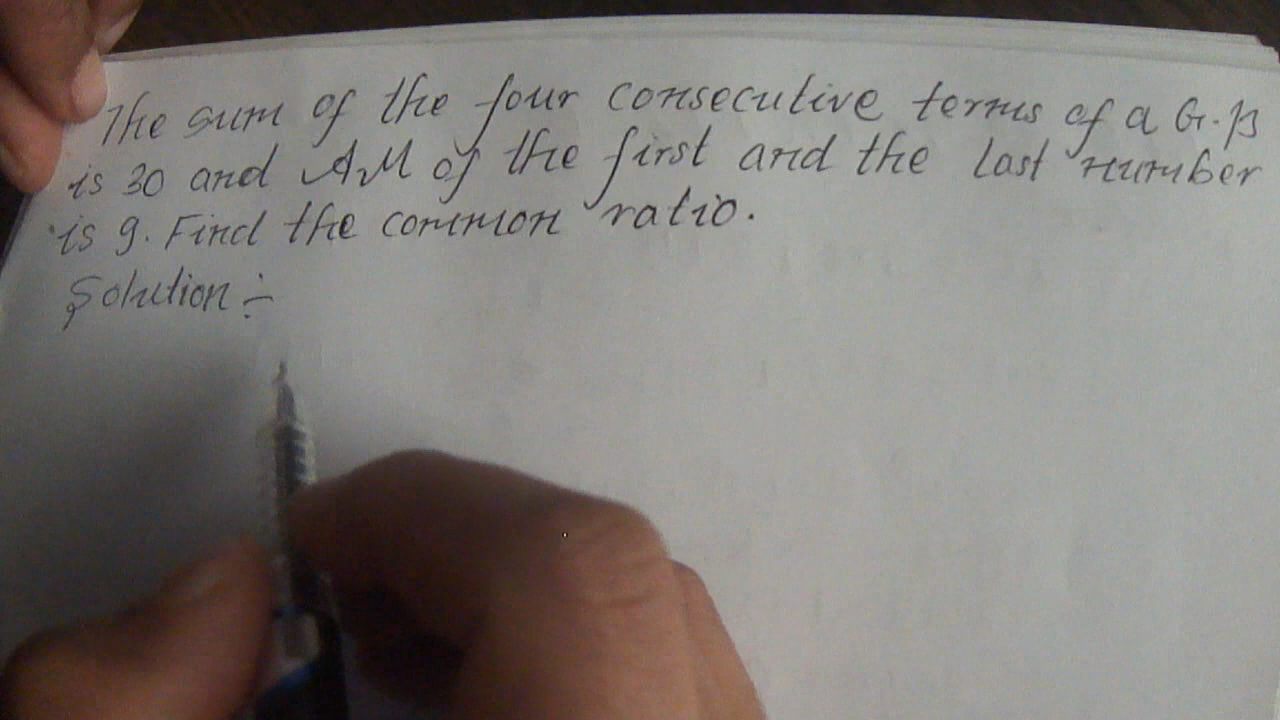 The sum of the four consecutive terms of a G.P
is 30 and AM of the first and the last number
is 9. Find the common ratio.
Solution :-